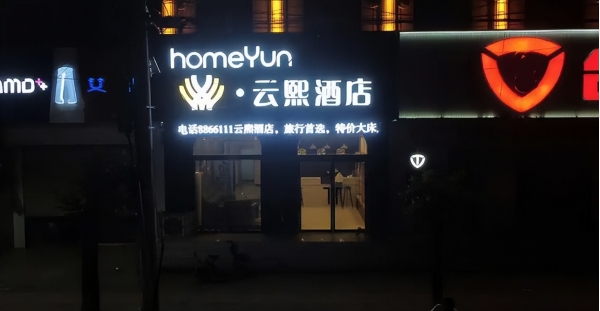 homeYun
云熙酒店
电话8866111云熙酒店，旅行首选，特价大床，
MD++